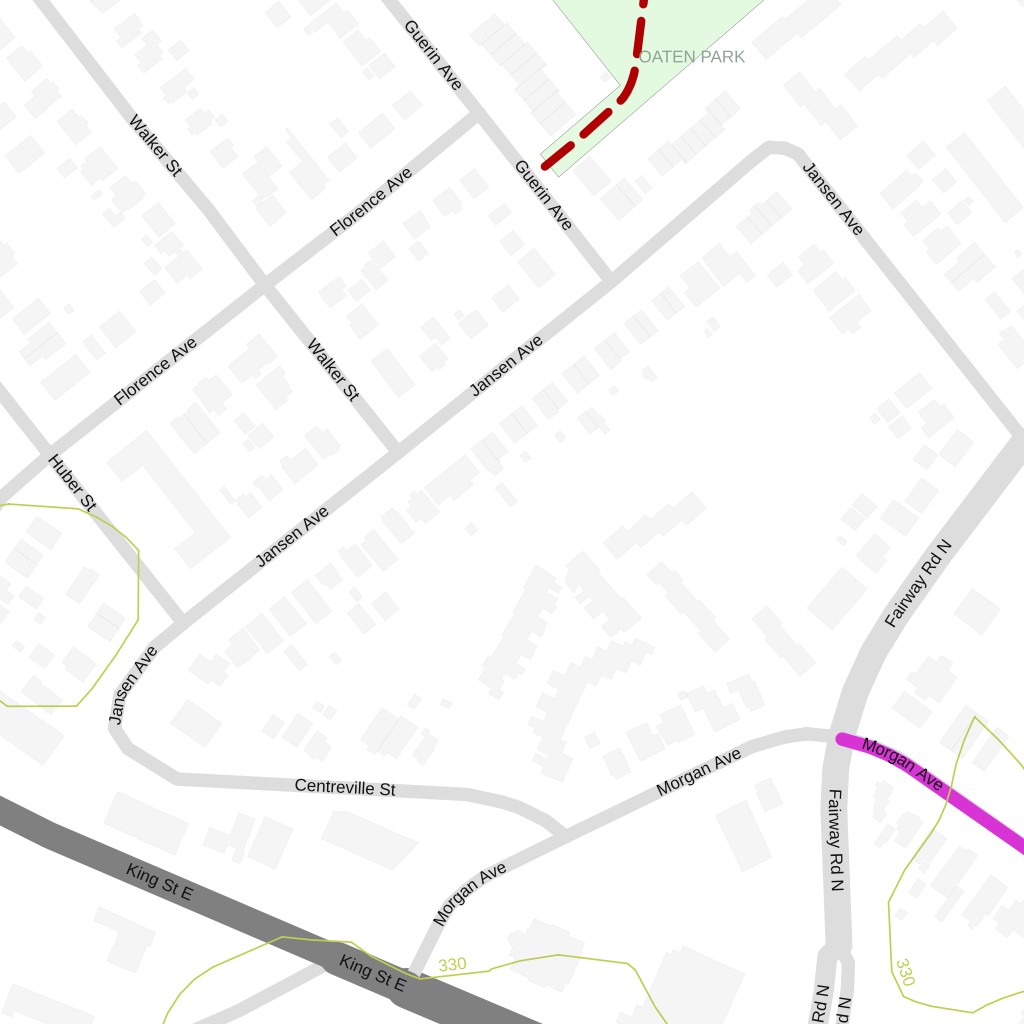 Guerin Ave
OATEN PARK
Walker St
Florence Ave
Guerin Ave
Jansen Ave
Florence Ave
Walker St
Jansen Ave
Huber St
Jansen Ave
Fairway Rd N
Jansen Ave
Morgan Ave
Morgan Ave
Centreville St
Fairway Rd N
King St E
Morgan Ave
King St E
330
330
Rd N
d N